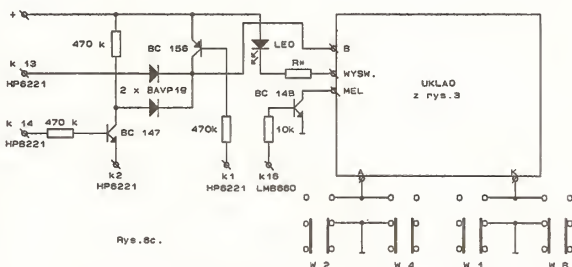 +
470 k
BC 156
LED
B
k 13
HP6221
R*
WYSW.
UKLAD
z rys.3
2 x BAVP19
BC 148
MEL
k 14
HP6221
470 k
BC 147
470k
10k
k2
HP6221
k1
HP6221
k16
LM8560
A
K
Rys.8c.
W 2
W 4
W 1
W 8